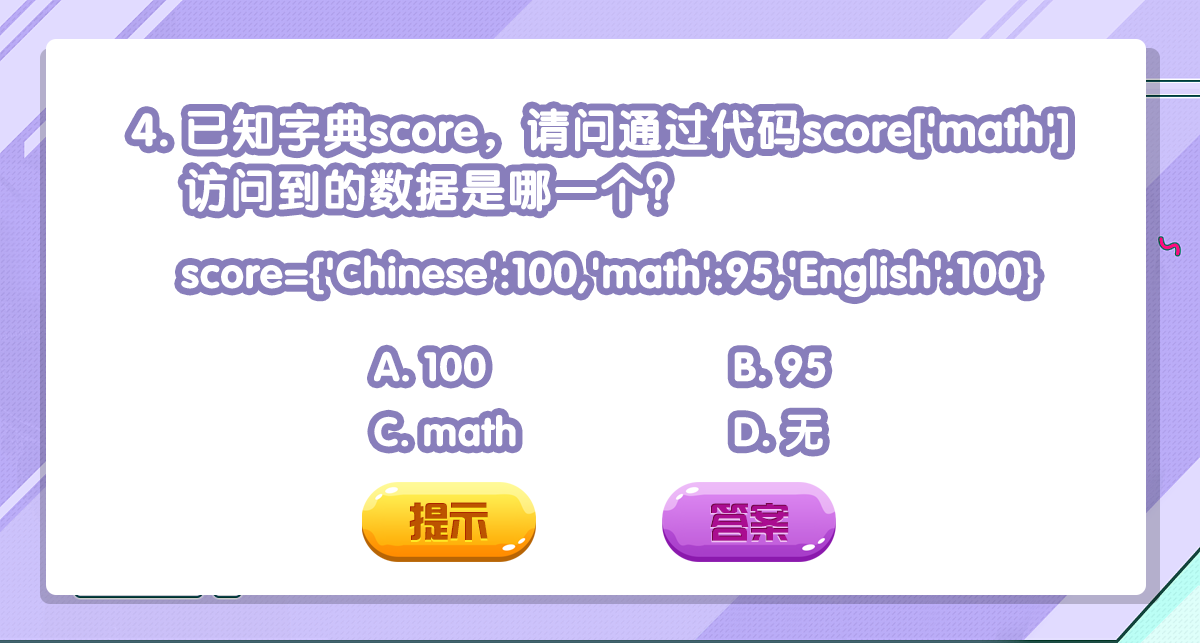 4. 已知字典score，请问通过代码score['math']
访问到的数据是哪一个？
score={'Chinese':100,'math':95,'English':100}
A. 100
B. 95
C. math
D. 无
提示
答案